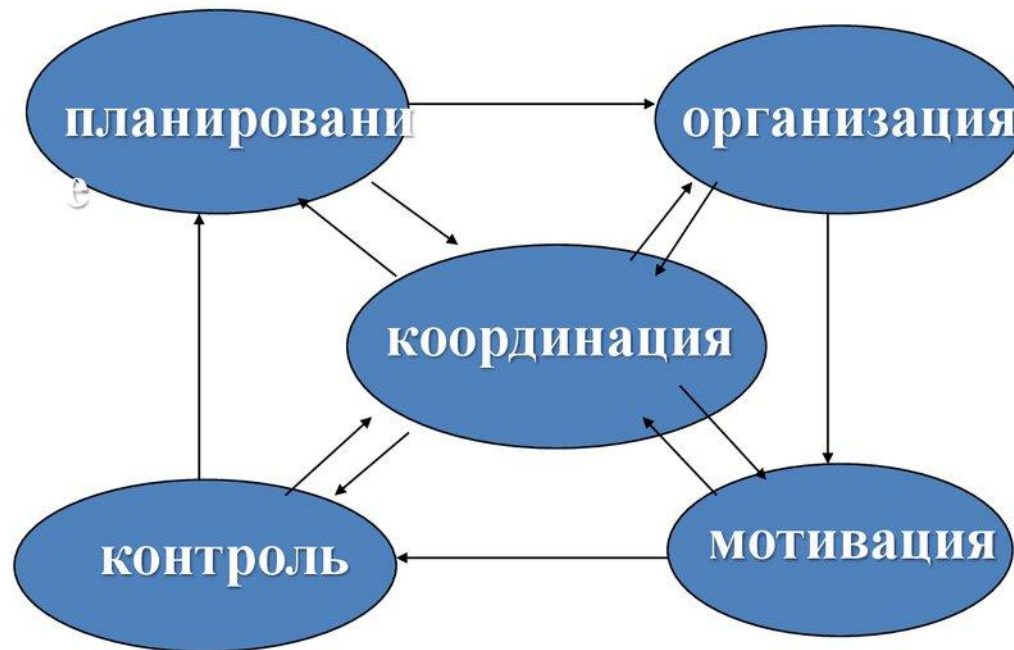 планировани
е
организация
координация
контроль
мотивация